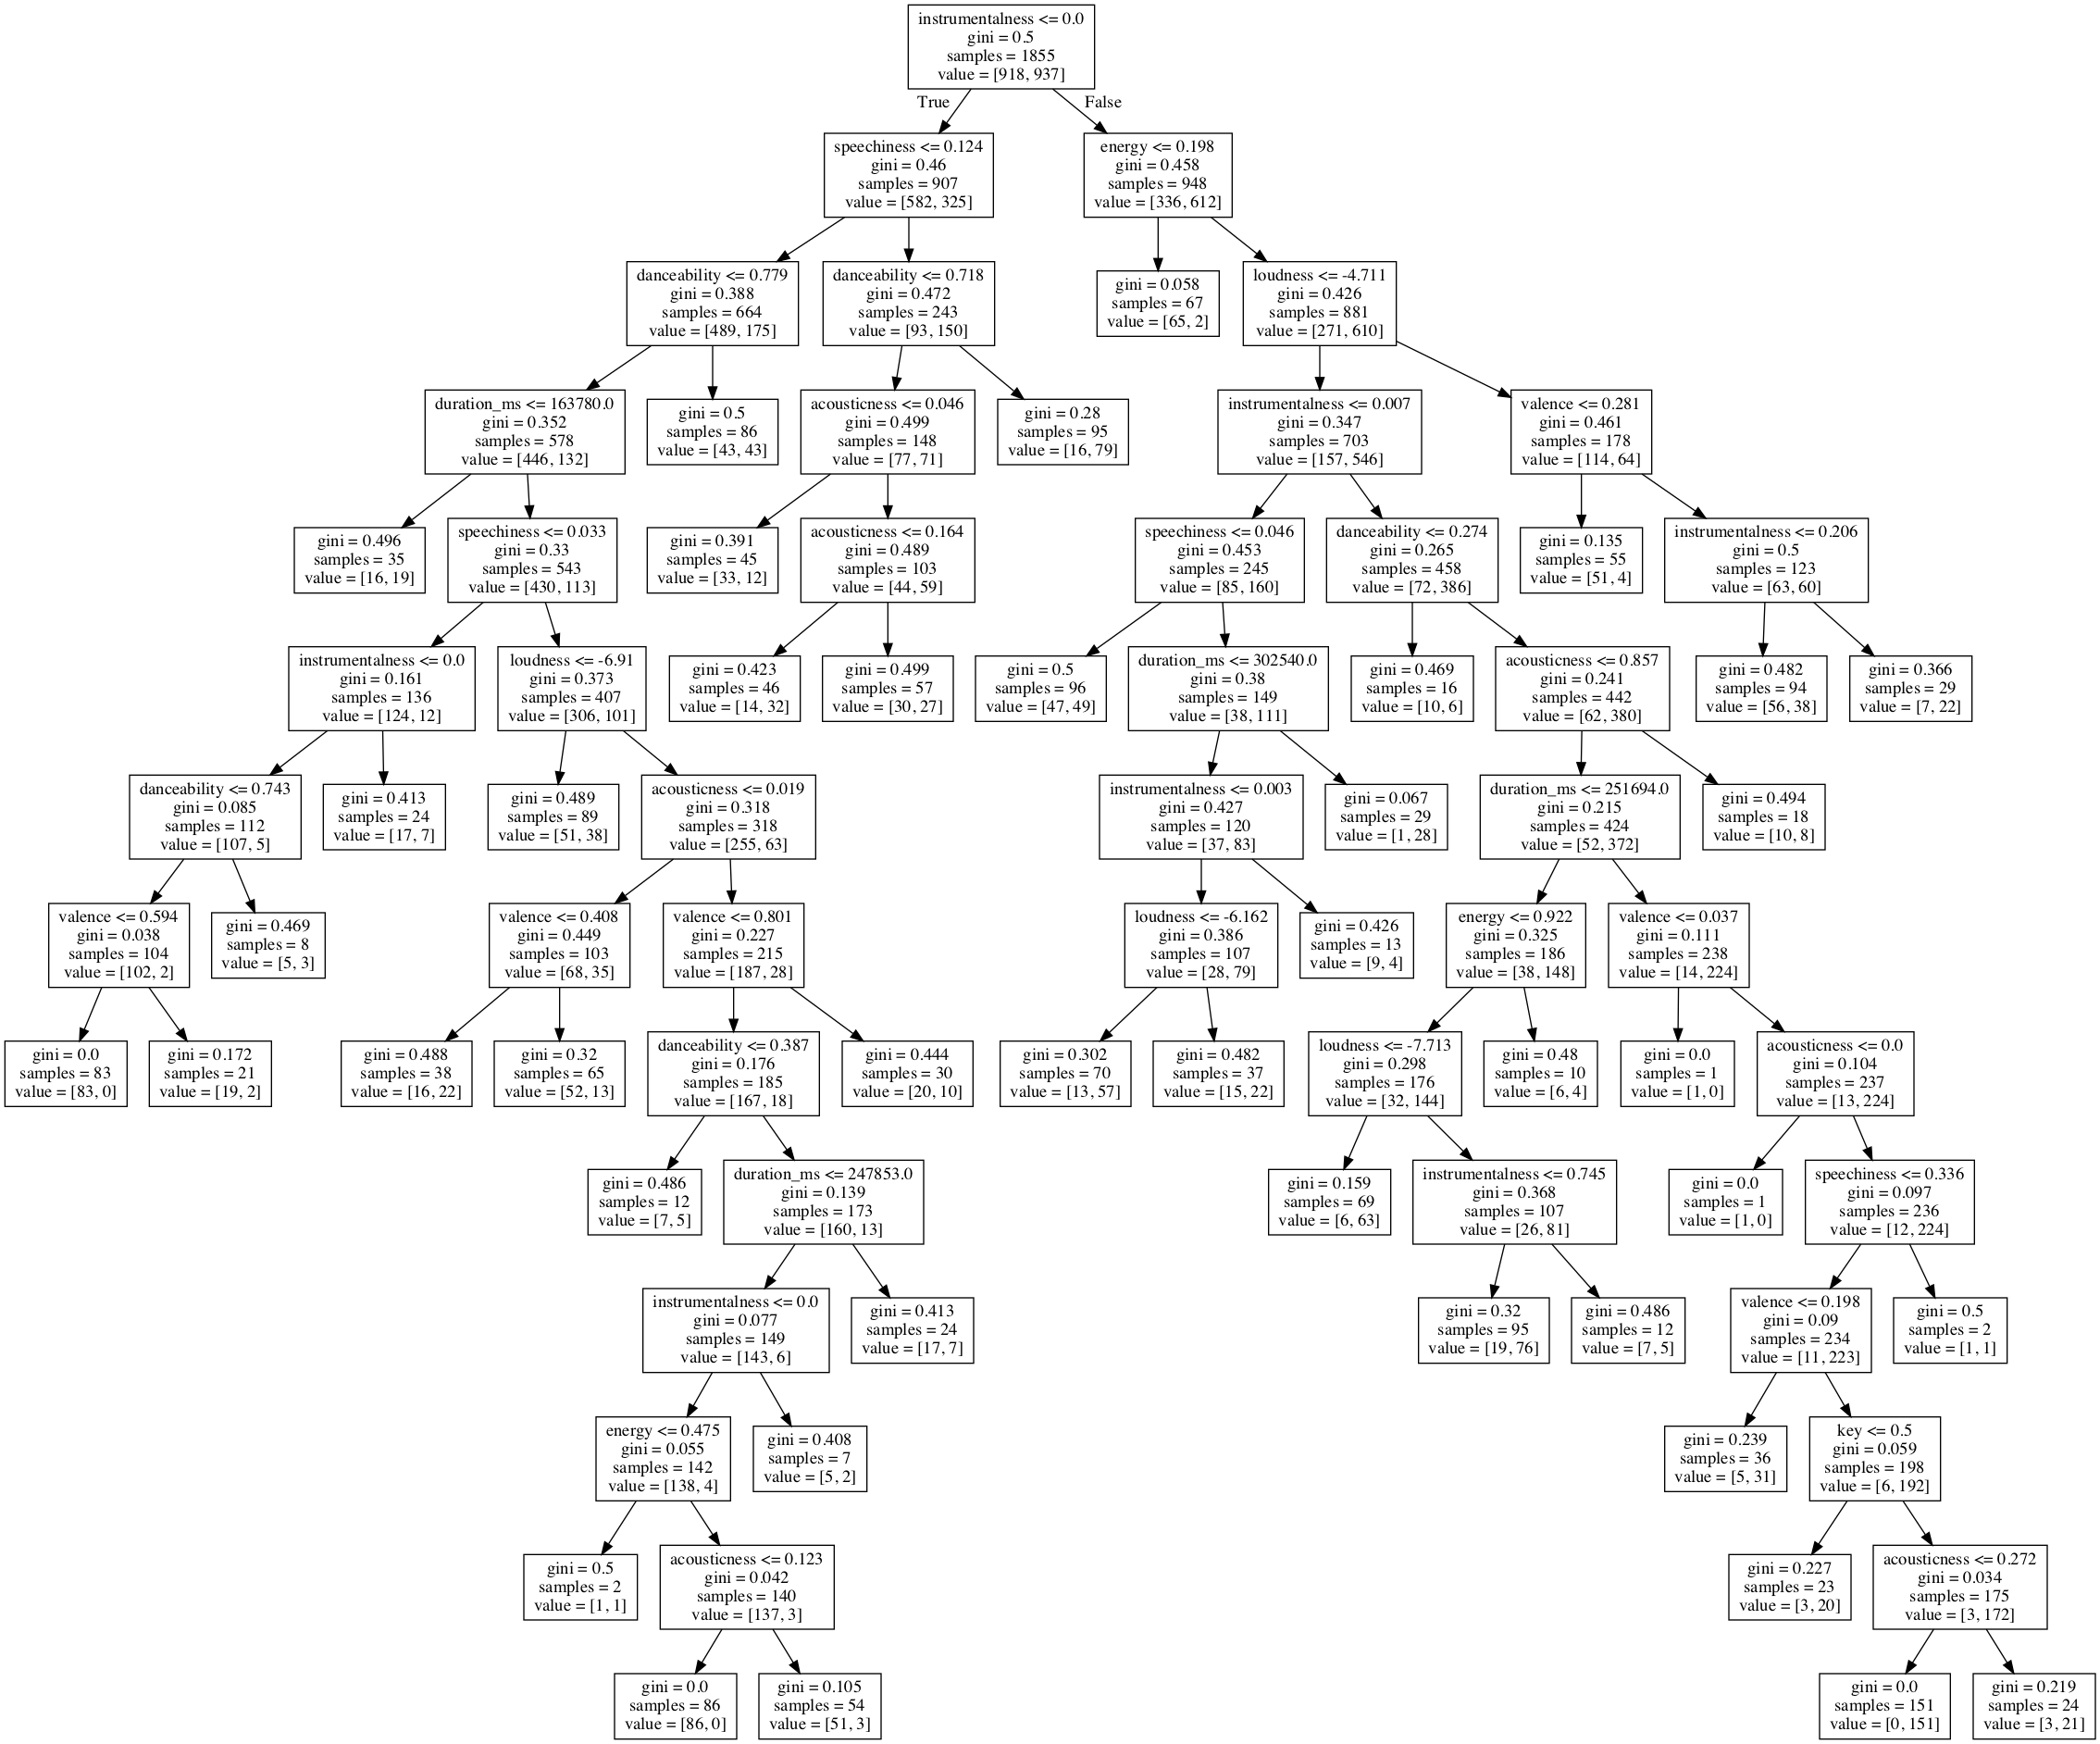 instrumentalness <= 0.0
gini = 0.5
samples = 1855
value = [918, 937]
True
False
speechiness <= 0.124
gini = 0.46
samples = 907
value = [582, 325]
energy <= 0.198
gini = 0.458
samples = 948
value = [336, 612]
danceability <= 0.779
gini = 0.388
samples = 664
value = [489, 175]
danceability <= 0.718
gini = 0.472
samples = 243
value = [93, 150]
gini = 0.058
samples = 67
value = [65, 2]
loudness <= -4.711
gini = 0.426
samples = 881
value = [271, 610]
duration_ms <= 163780.0
gini = 0.352
samples = 578
value = [446, 132]
gini = 0.5
samples = 86
value = [43, 43]
acousticness <= 0.046
gini = 0.499
samples = 148
value = [77, 71]
gini = 0.28
samples = 95
value = [16, 79]
instrumentalness <= 0.007
gini = 0.347
samples = 703
value = [157, 546]
valence <= 0.281
gini = 0.461
samples = 178
value = [114, 64]
gini = 0.496
samples = 35
value = [16, 19]
speechiness <= 0.033
gini = 0.33
samples = 543
value = [430, 113]
gini = 0.391
samples = 45
value = [33, 12]
acousticness <= 0.164
gini = 0.489
samples = 103
value = [44, 59]
speechiness <= 0.046
gini = 0.453
samples = 245
value = [85, 160]
danceability <= 0.274
gini = 0.265
samples = 458
value = [72, 386]
gini = 0.135
samples = 55
value = [51, 4]
instrumentalness <= 0.206
gini = 0.5
samples = 123
value = [63, 60]
instrumentalness <= 0.0
gini = 0.161
samples = 136
value = [124, 12]
loudness <= -6.91
gini = 0.373
samples = 407
value = [306, 101]
gini = 0.423
samples = 46
value = [14, 32]
gini = 0.499
samples = 57
value = [30, 27]
gini = 0.5
samples = 96
value = [47, 49]
duration_ms <= 302540.0
gini = 0.38
samples = 149
value = [38, 111]
gini = 0.469
samples = 16
value = [10, 6]
acousticness <= 0.857
gini = 0.241
samples = 442
value = [62, 380]
gini = 0.482
samples = 94
value = [56, 38]
gini = 0.366
samples = 29
value = [7, 22]
danceability <= 0.743
gini = 0.085
samples = 112
value = [107, 5]
gini = 0.413
samples = 24
value = [17, 7]
gini = 0.489
samples = 89
value = [51, 38]
acousticness <= 0.019
gini = 0.318
samples = 318
value = [255, 63]
instrumentalness <= 0.003
gini = 0.427
samples = 120
value = [37, 83]
gini = 0.067
samples = 29
value = [1, 28]
duration_ms <= 251694.0
gini = 0.215
samples = 424
value = [52, 372]
gini = 0.494
samples = 18
value = [10, 8]
valence <= 0.594
gini = 0.038
samples = 104
value = [102, 2]
gini = 0.469
samples = 8
value = [5, 3]
valence <= 0.408
gini = 0.449
samples = 103
value = [68, 35]
valence <= 0.801
gini = 0.227
samples = 215
value = [187, 28]
loudness <= -6.162
gini = 0.386
samples = 107
value = [28, 79]
gini = 0.426
samples = 13
value = [9, 4]
energy <= 0.922
gini = 0.325
samples = 186
value = [38, 148]
valence <= 0.037
gini = 0.111
samples = 238
value = [14, 224]
gini = 0.0
samples = 83
value = [83, 0]
gini = 0.172
samples = 21
value = [19, 2]
gini = 0.488
samples = 38
value = [16, 22]
gini = 0.32
samples = 65
value = [52, 13]
danceability <= 0.387
gini = 0.176
samples = 185
value = [167, 18]
gini = 0.444
samples = 30
value = [20, 10]
gini = 0.302
samples = 70
value = [13, 57]
gini = 0.482
samples = 37
value = [15, 22]
loudness <= -7.713
gini = 0.298
samples = 176
value = [32, 144]
gini = 0.48
samples = 10
value = [6, 4]
gini = 0.0
samples = 1
value = [1, 0]
acousticness <= 0.0
gini = 0.104
samples = 237
value = [13, 224]
gini = 0.486
samples = 12
value = [7, 5]
duration_ms <= 247853.0
gini = 0.139
samples = 173
value = [160, 13]
gini = 0.159
samples = 69
value = [6, 63]
instrumentalness <= 0.745
gini = 0.368
samples = 107
value = [26, 81]
gini = 0.0
samples = 1
value = [1, 0]
speechiness <= 0.336
gini = 0.097
samples = 236
value = [12, 224]
instrumentalness <= 0.0
gini = 0.077
samples = 149
value = [143, 6]
gini = 0.413
samples = 24
value = [17, 7]
gini = 0.32
samples = 95
value = [19, 76]
gini = 0.486
samples = 12
value = [7, 5]
valence <= 0.198
gini = 0.09
samples = 234
value = [11, 223]
gini = 0.5
samples = 2
value = [1, 1]
energy <= 0.475
gini = 0.055
samples = 142
value = [138, 4]
gini = 0.408
samples = 7
value = [5, 2]
gini = 0.239
samples = 36
value = [5, 31]
key <= 0.5
gini = 0.059
samples = 198
value = [6, 192]
gini = 0.5
samples = 2
value = [1, 1]
acousticness <= 0.123
gini = 0.042
samples = 140
value = [137, 3]
gini = 0.227
samples = 23
value = [3, 20]
acousticness <= 0.272
gini = 0.034
samples = 175
value = [3, 172]
gini = 0.0
samples = 86
value = [86, 0]
gini = 0.105
samples = 54
value = [51, 3]
gini = 0.0
samples = 151
value = [0, 151]
gini = 0.219
samples = 24
value = [3, 21]